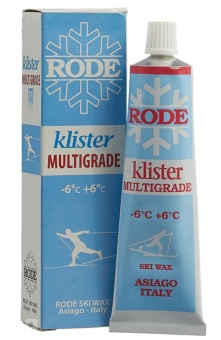 RODE
klister
MULTIGRADE
-6°C +6°C
RODE
RODE SKI WAX
Asiago - Italy
RODE
klister
MULTIGRADE
-6°C +6°C
SKI WAX
ASIAGO
ITALY